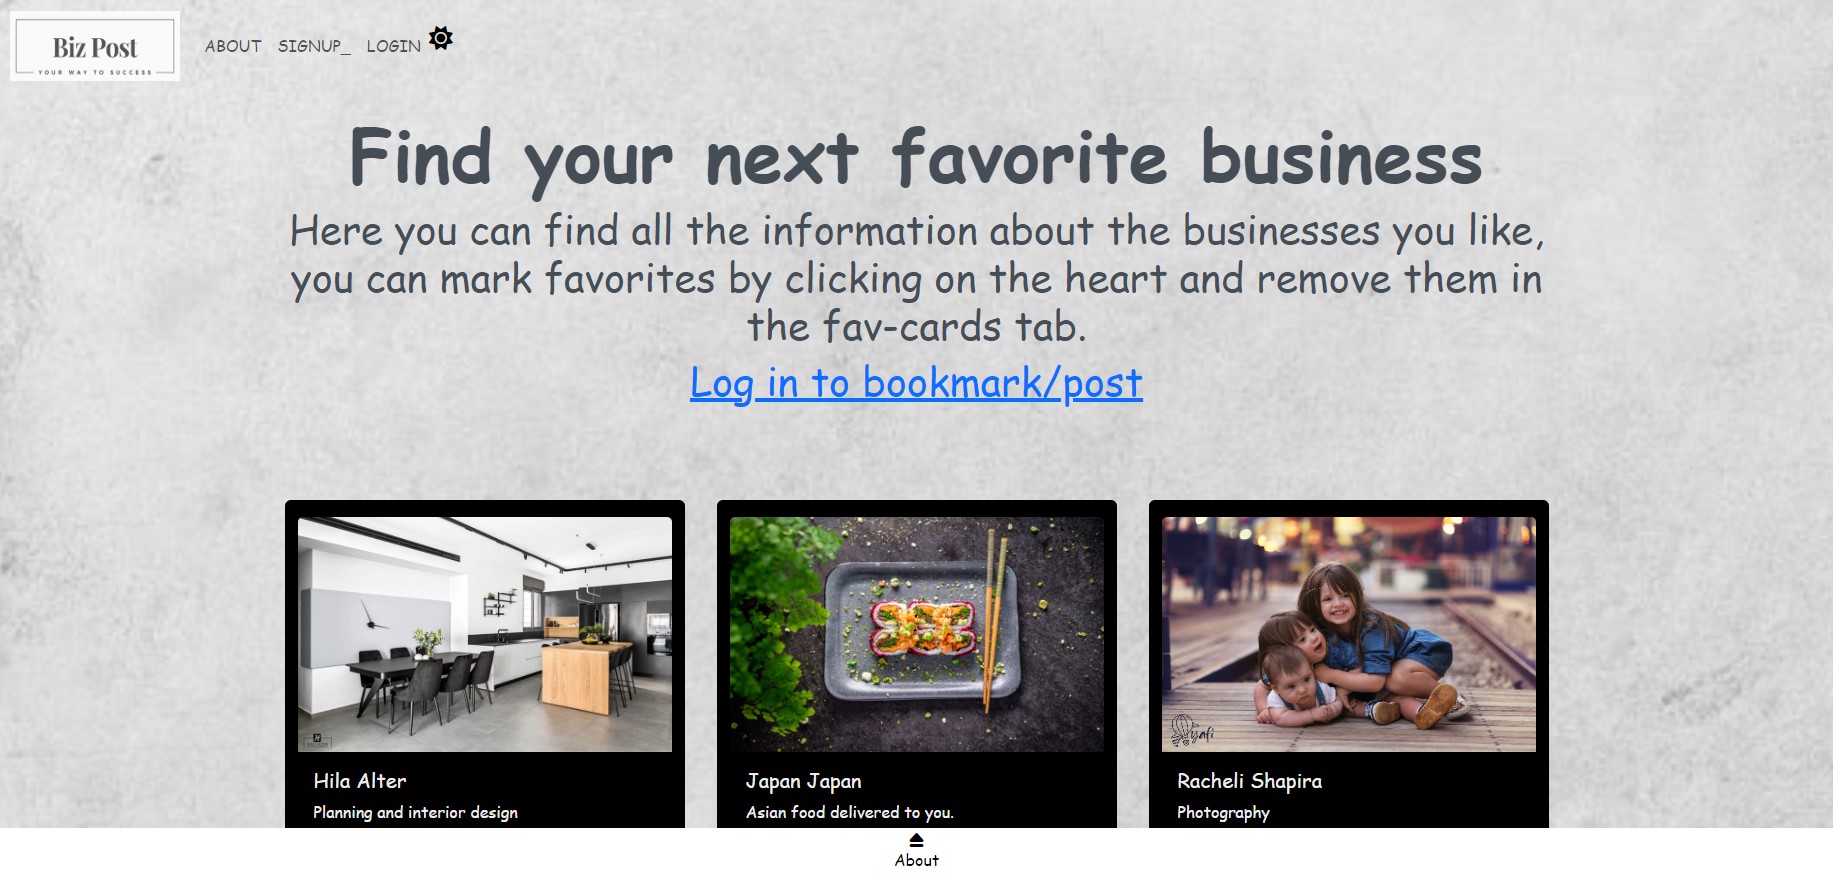 Biz Post
YOUR WAY TO SUCCESS
ABOUT SIGNUP_ LOGIN
Find your next favorite business
Here you can find all the information about the businesses you like,
you can mark favorites by clicking on the heart and remove them in
the fav-cards tab.
Log in to bookmark/post
yafi
Hila Alter
Planning and interior design
Japan Japan
Asian food delivered to you.
Racheli Shapira
Photography
About